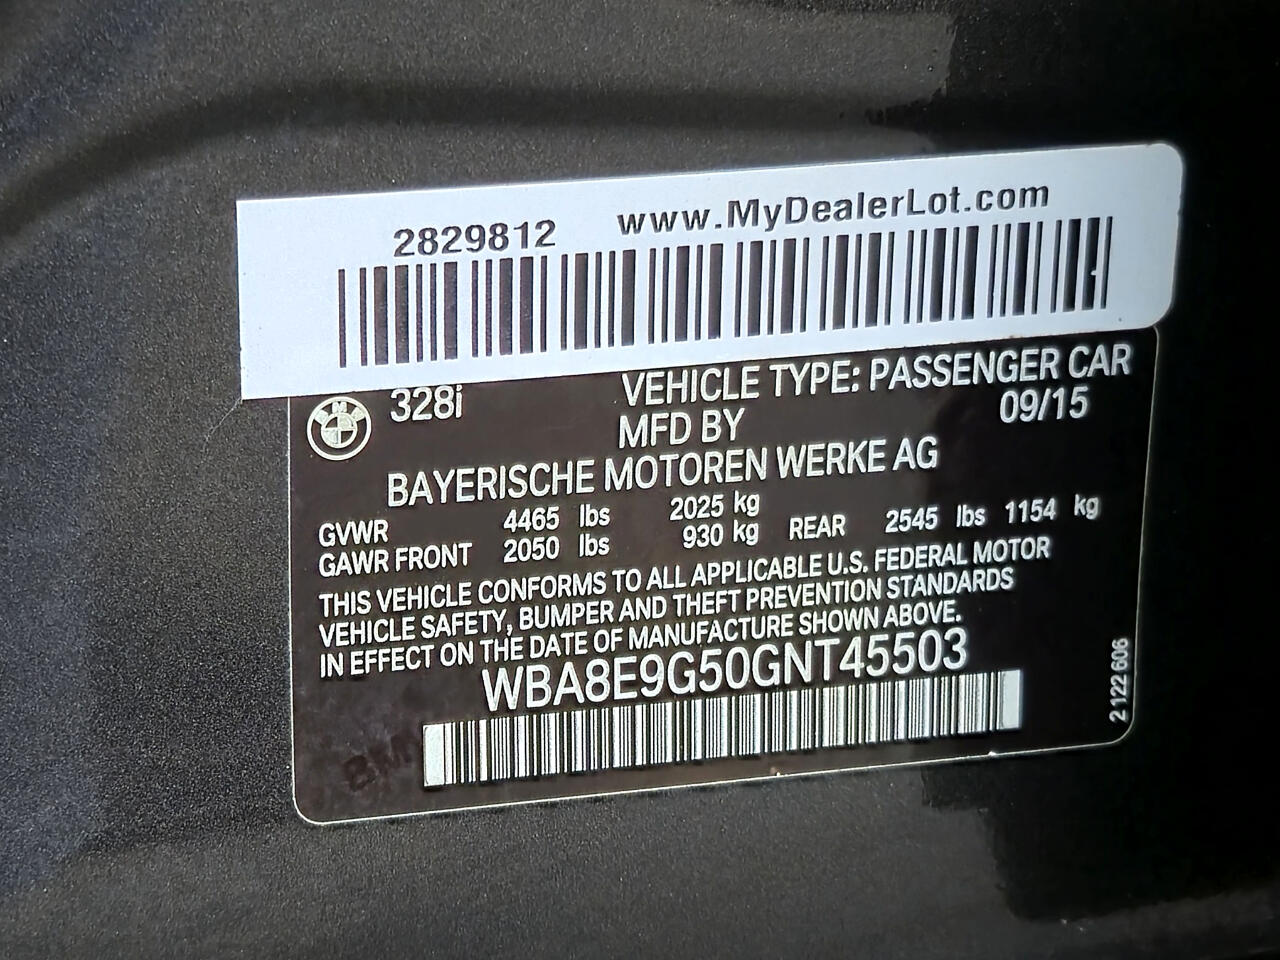 2829812 www.MyDealerLot.com
328i VEHICLE TYPE: PASSENGER CAR
MFD BY 09/15
BAYERISCHE MOTOREN WERKE AG
GVWR 4465 lbs 2025 kg
GAWR FRONT 2050 lbs 930 kg REAR 2545 lbs 1154 kg
THIS VEHICLE CONFORMS TO ALL APPLICABLE U.S. FEDERAL MOTOR
VEHICLE SAFETY, BUMPER AND THEFT PREVENTION STANDARDS
IN EFFECT ON THE DATE OF MANUFACTURE SHOWN ABOVE.
WBA8E9G50GNT45503
2 122 606